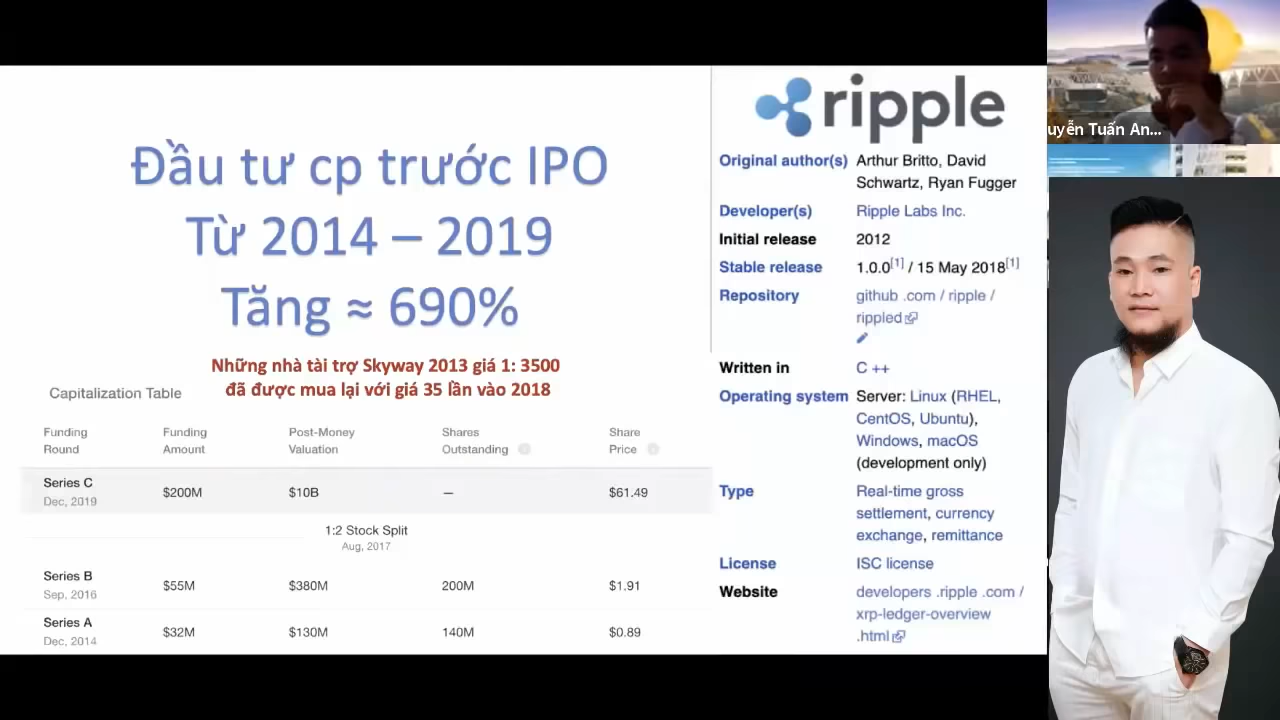 Đầu tư cp trước IPO
Từ 2014 – 2019
Tăng ≈ 690%
Những nhà tài trợ Skyway 2013 giá 1: 3500
đã được mua lại với giá 35 lần vào 2018
Capitalization Table
Funding Round Funding Amount Post-Money Valuation Shares Outstanding Share Price
Series C $200M $10B — $61.49
Dec, 2019
1:2 Stock Split
Aug, 2017
Series B $55M $380M 200M $1.91
Sep, 2016
Series A $32M $130M 140M $0.89
Dec, 2014
ripple
Original author(s) Arthur Britto, David
Schwartz, Ryan Fugger
Developer(s) Ripple Labs Inc.
Initial release 2012
Stable release 1.0.0[1] / 15 May 2018[1]
Repository github .com / ripple /
rippled
Written in C ++
Operating system Server: Linux (RHEL,
CentOS, Ubuntu),
Windows, macOS
(development only)
Type Real-time gross
settlement, currency
exchange, remittance
License ISC license
Website developers .ripple .com /
xrp-ledger-overview
.html
uyễn Tuấn An...